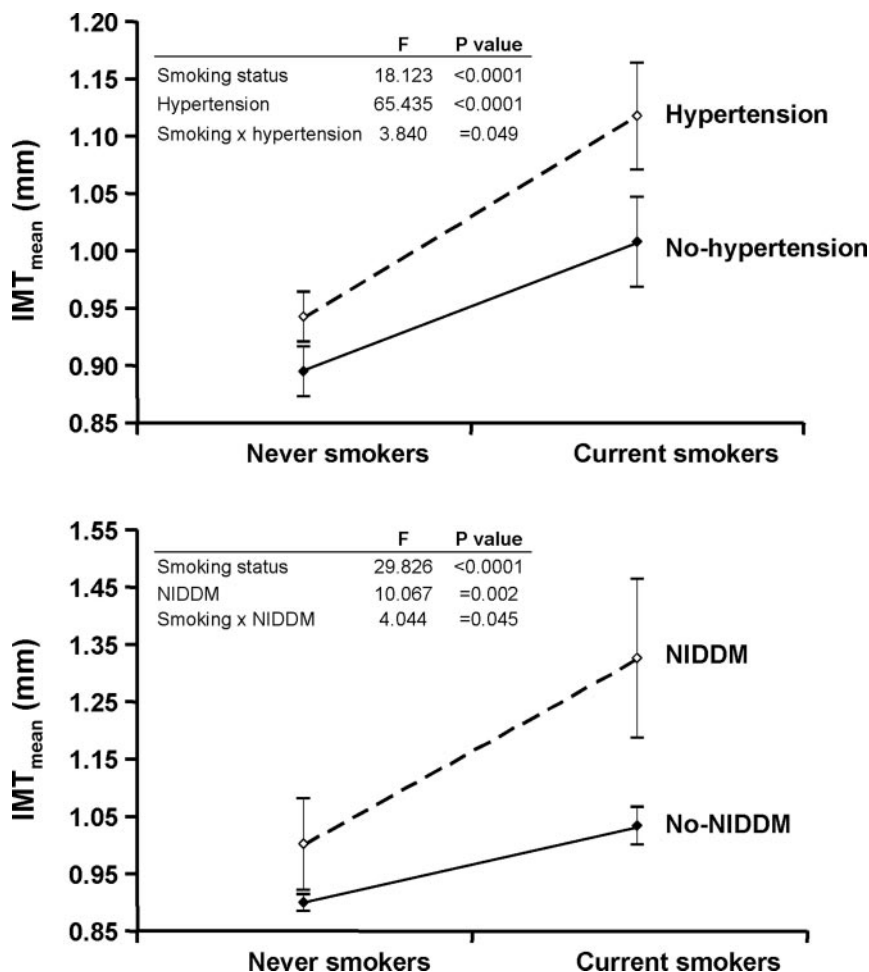 1.20
F P value
Smoking status 18.123 <0.0001
1.15
Hypertension 65.435 <0.0001
Hypertension
Smoking x hypertension 3.840 =0.049
1.10
1.05
IMTmean (mm)
No-hypertension
1.00
0.95
0.90
0.85
Never smokers Current smokers
1.55
F P value
Smoking status 29.826 <0.0001
NIDDM 10.067 =0.002
1.45
Smoking x NIDDM 4.044 =0.045
1.35
NIDDM
1.25
IMTmean (mm)
1.15
1.05
No-NIDDM
0.95
0.85
Never smokers Current smokers